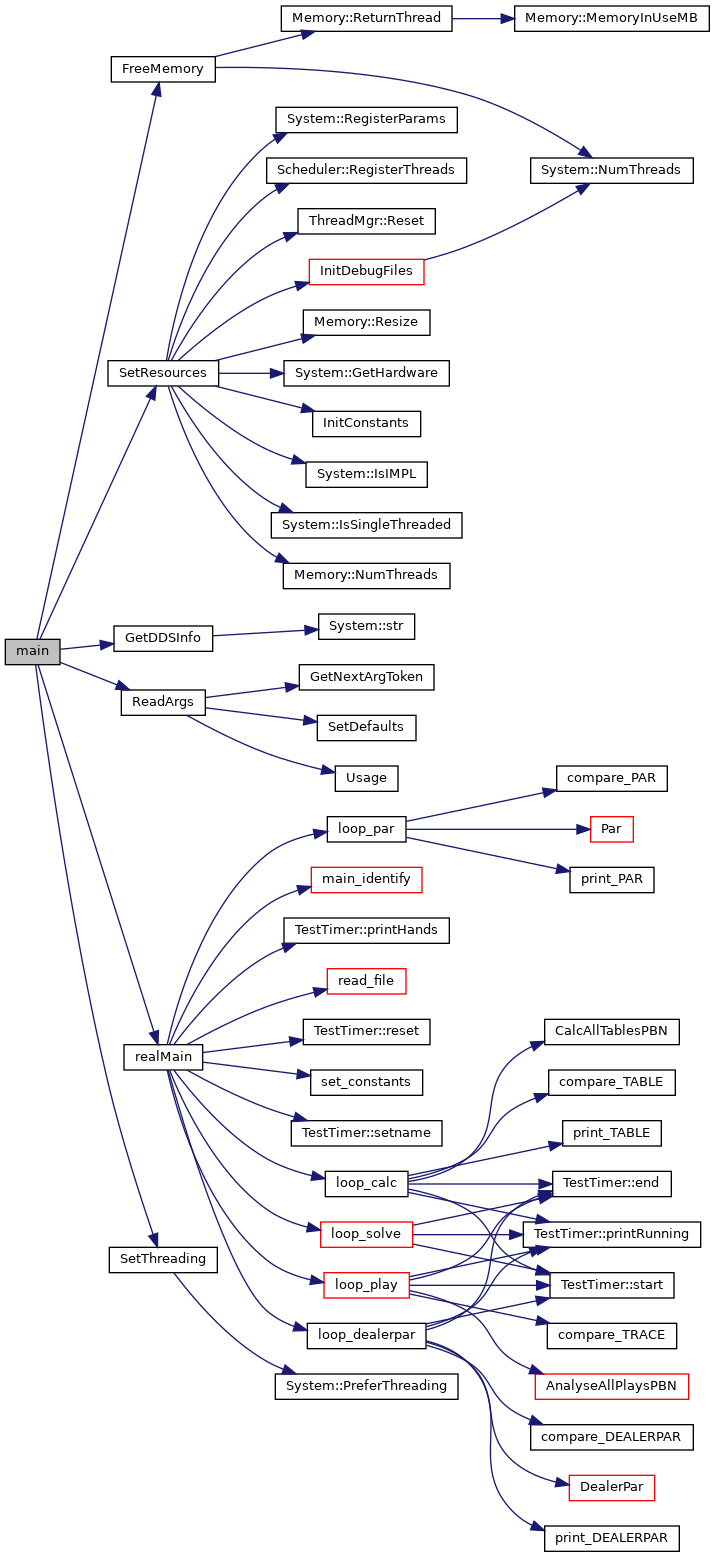 Memory::ReturnThread
Memory::MemoryInUseMB
FreeMemory
System::RegisterParams
Scheduler::RegisterThreads
System::NumThreads
ThreadMgr::Reset
InitDebugFiles
Memory::Resize
SetResources
System::GetHardware
InitConstants
System::IsIMPL
System::IsSingleThreaded
Memory::NumThreads
System::str
GetDDSInfo
main
GetNextArgToken
ReadArgs
SetDefaults
Usage
compare_PAR
loop_par
Par
main_identify
print_PAR
TestTimer::printHands
read_file
TestTimer::reset
CalcAllTablesPBN
realMain
set_constants
compare_TABLE
TestTimer::setname
print_TABLE
loop_calc
TestTimer::end
loop_solve
TestTimer::printRunning
SetThreading
loop_play
TestTimer::start
loop_dealerpar
compare_TRACE
System::PreferThreading
AnalyseAllPlaysPBN
compare_DEALERPAR
DealerPar
print_DEALERPAR